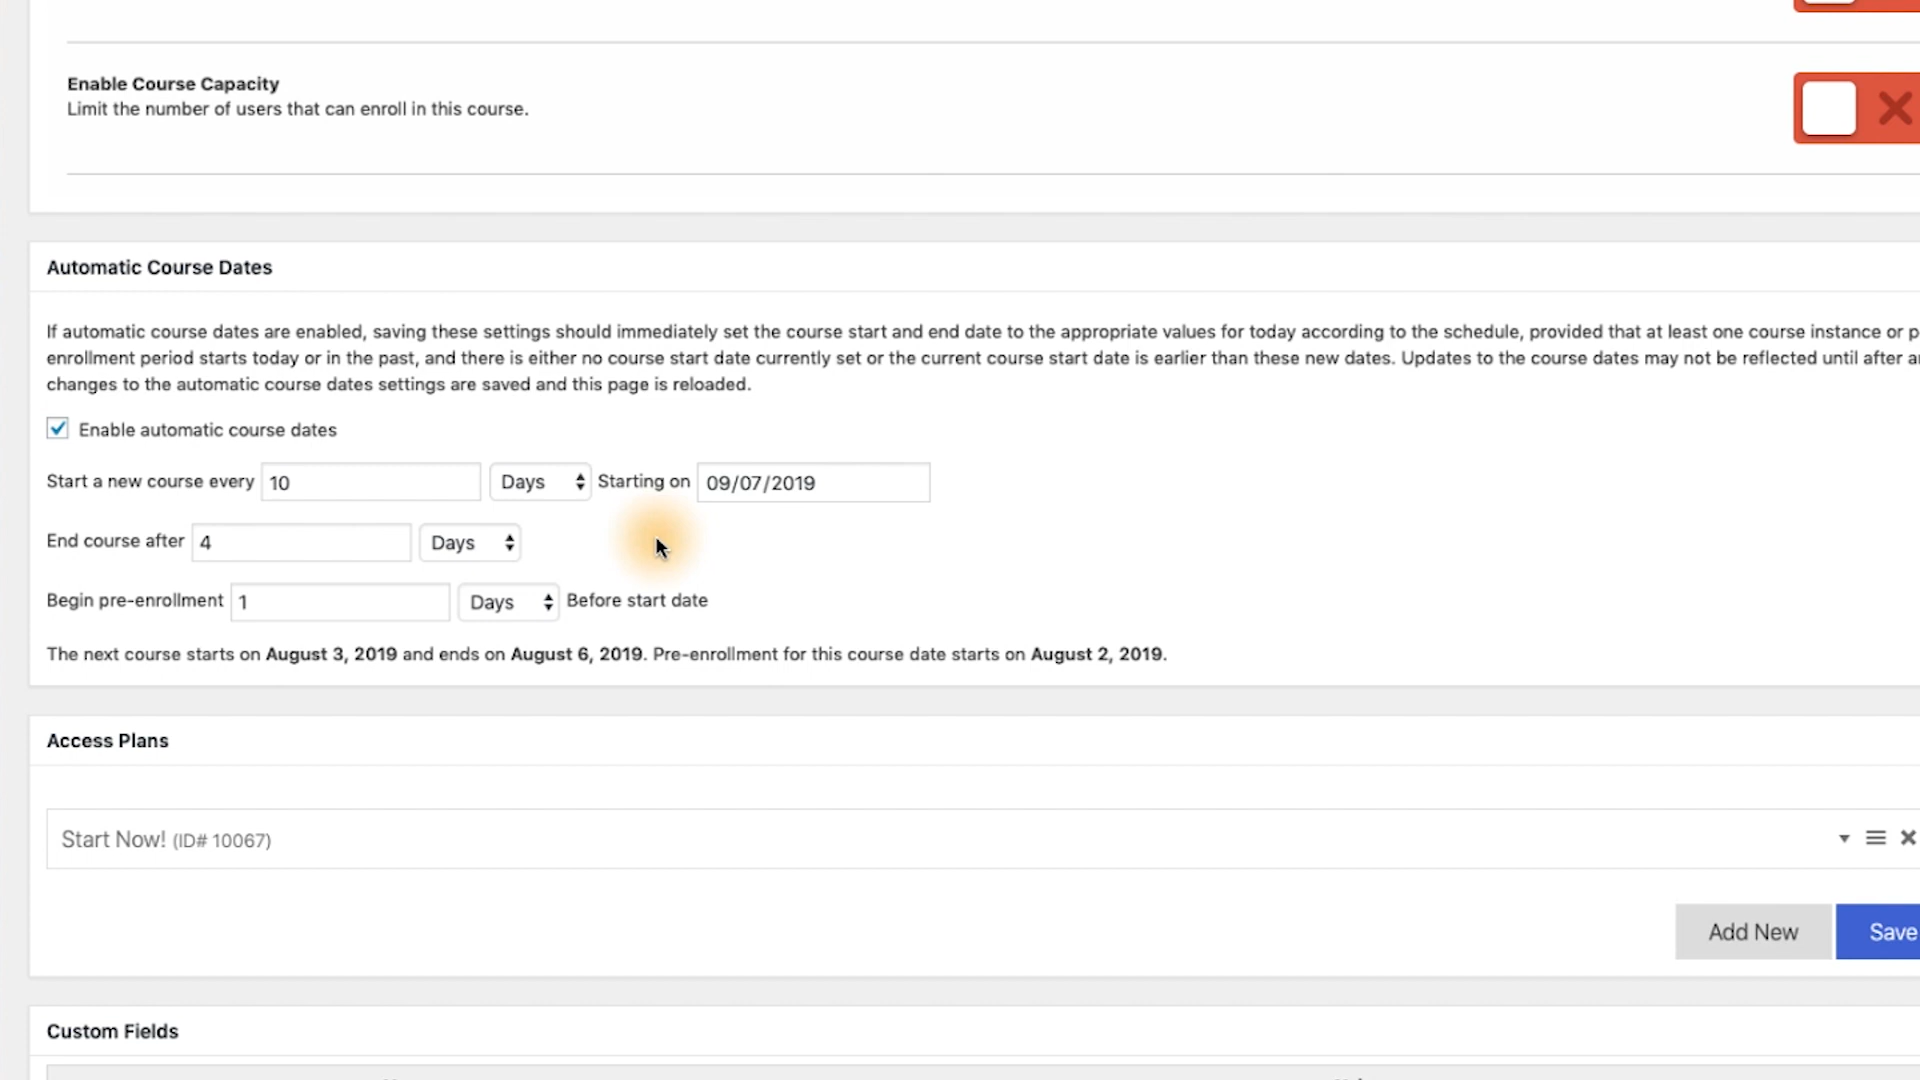 Enable Course Capacity
Limit the number of users that can enroll in this course.
Automatic Course Dates
If automatic course dates are enabled, saving these settings should immediately set the course start and end date to the appropriate values for today according to the schedule, provided that at least one course instance or
enrollment period starts today or in the past, and there is either no course start date currently set or the current course start date is earlier than these new dates. Updates to the course dates may not be reflected until after
changes to the automatic course dates settings are saved and this page is reloaded.
Enable automatic course dates
Start a new course every 10 Days Starting on 09/07/2019
End course after 4 Days
Begin pre-enrollment 1 Days Before start date
The next course starts on August 3, 2019 and ends on August 6, 2019. Pre-enrollment for this course date starts on August 2, 2019.
Access Plans
Start Now! (ID# 10067)
Add New Save
Custom Fields